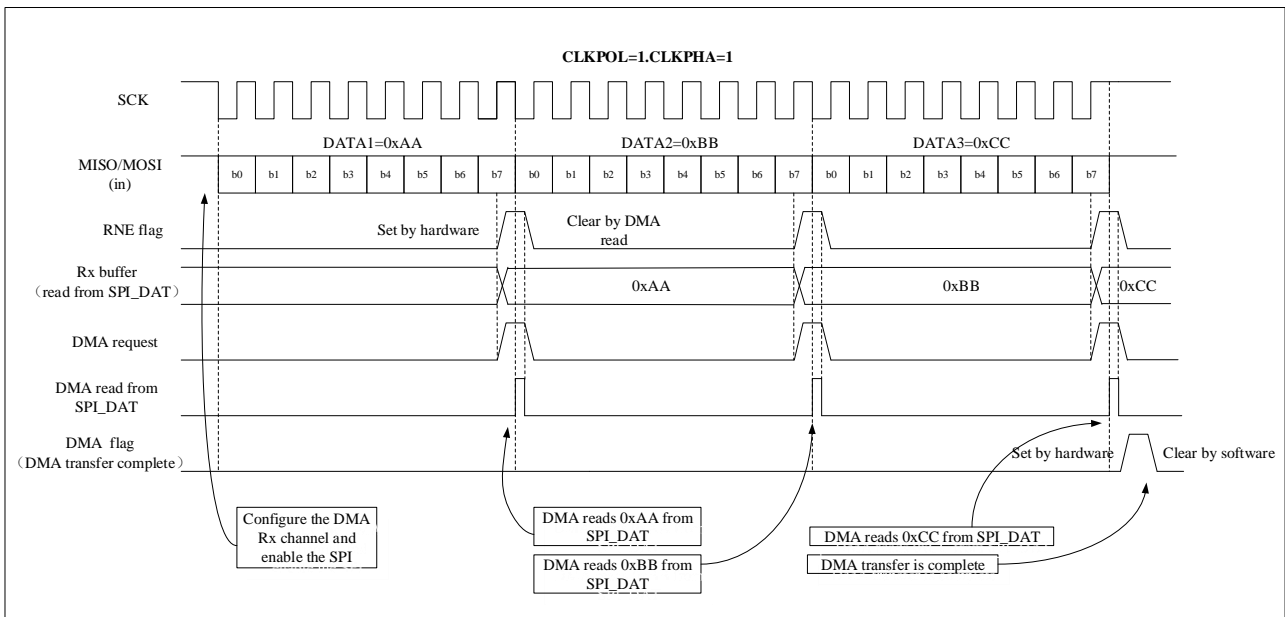 CLKPOL=1.CLKPHA=1
SCK
DATA1=0xAA
DATA2=0xBB
DATA3=0xCC
MISO/MOSI
(in)
b0 b1 b2 b3 b4 b5 b6 b7 b0 b1 b2 b3 b4 b5 b6 b7 b0 b1 b2 b3 b4 b5 b6 b7
RNE flag
Set by hardware
Clear by DMA
read
Rx buffer
（read from SPI_DAT）
0xAA
0xBB
0xCC
DMA request
DMA read from
SPI_DAT
DMA flag
（DMA transfer complete）
Set by hardware
Clear by software
Configure the DMA
Rx channel and
enable the SPI
DMA reads 0xAA from
SPI_DAT
DMA reads 0xBB from
SPI_DAT
DMA reads 0xCC from SPI_DAT
DMA transfer is complete